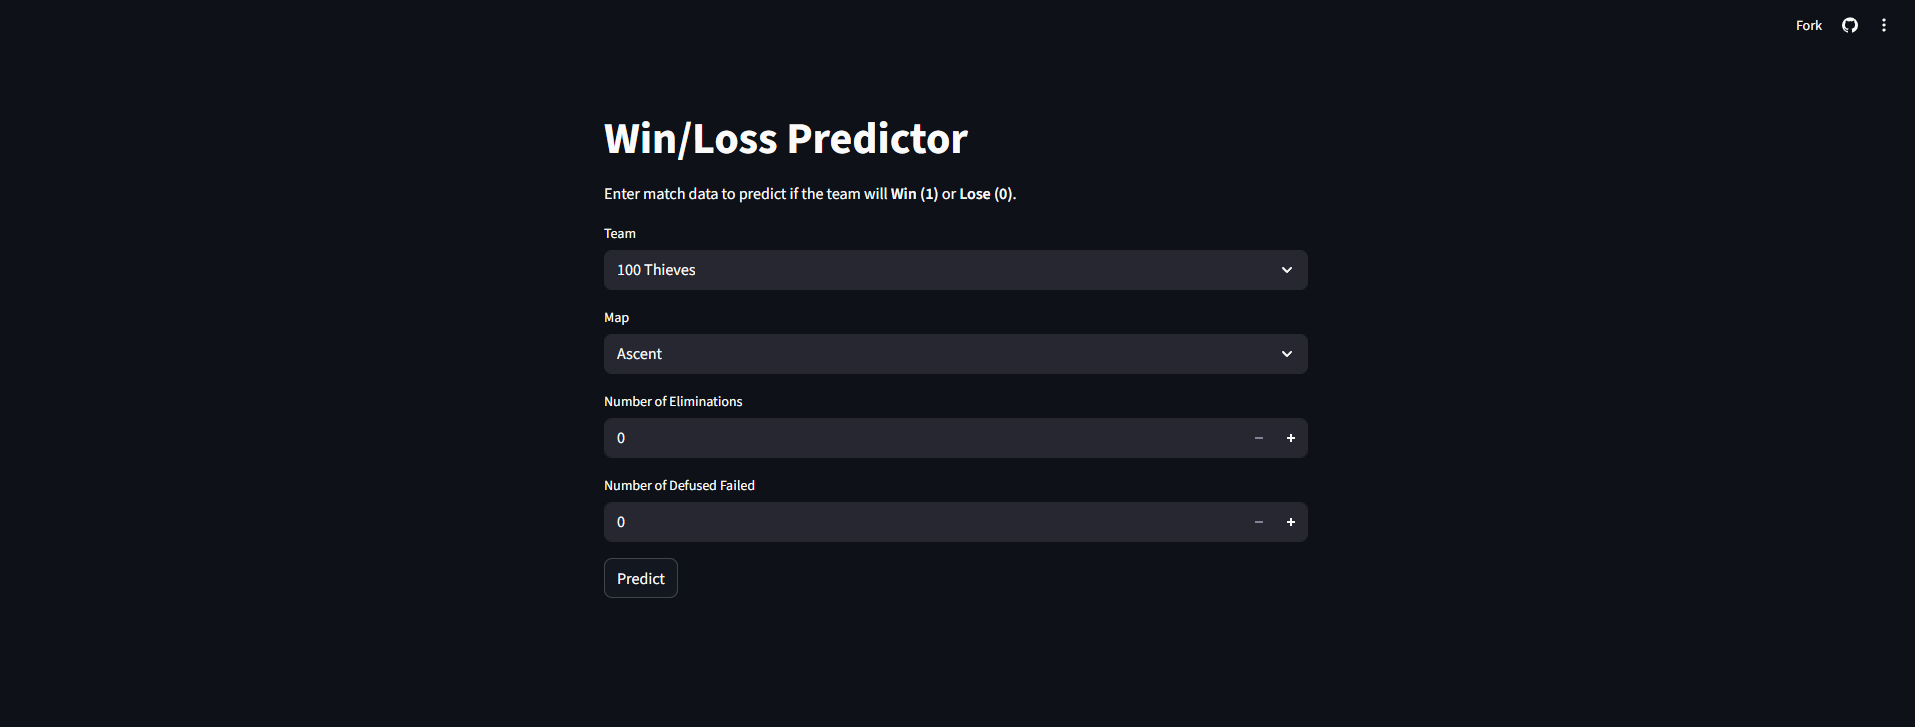 Fork
Win/Loss Predictor
Enter match data to predict if the team will Win (1) or Lose (0).
Team
100 Thieves
Map
Ascent
Number of Eliminations
0
Number of Defused Failed
0
Predict